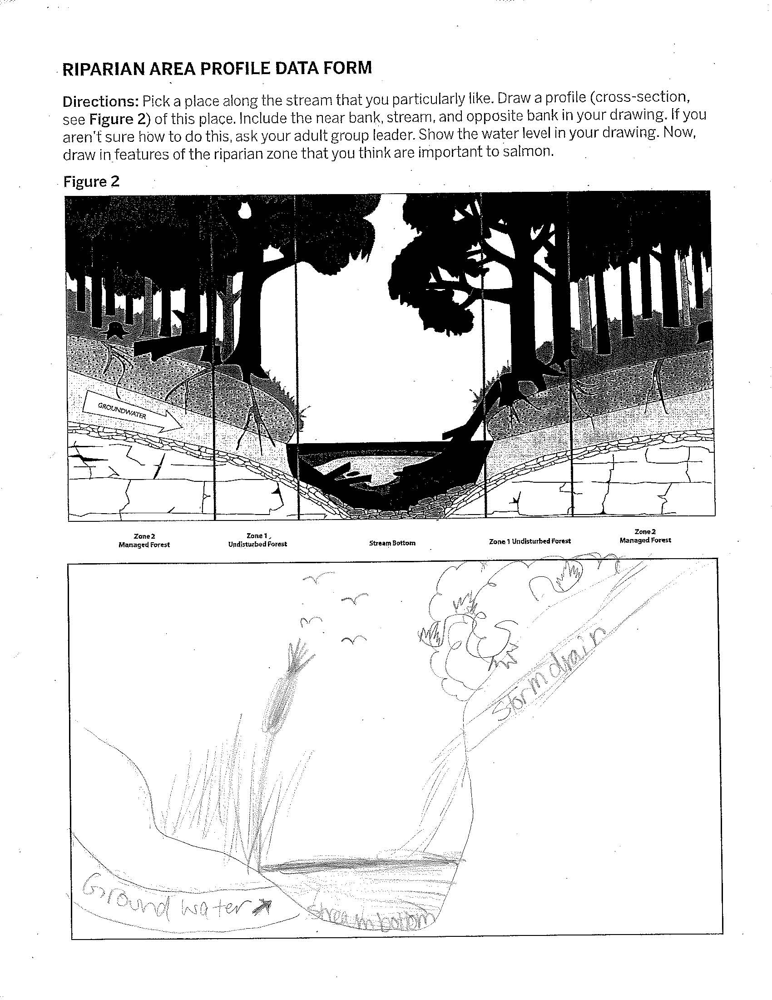 RIPARIAN AREA PROFILE DATA FORM
Directions: Pick a place along the stream that you particularly like. Draw a profile (cross-section,
see Figure 2) of this place. Include the near bank, stream, and opposite bank in your drawing. If you
aren't sure how to do this, ask your adult group leader. Show the water level in your drawing. Now,
draw in features of the riparian zone that you think are important to salmon.
Figure 2
GROUNDWATER
Zone 2
Managed Forest
Zone 1
Undisturbed Forest
Stream Bottom
Zone 1 Undisturbed Forest
Zone 2
Managed Forest
Storm drain
Ground water
stream bottom